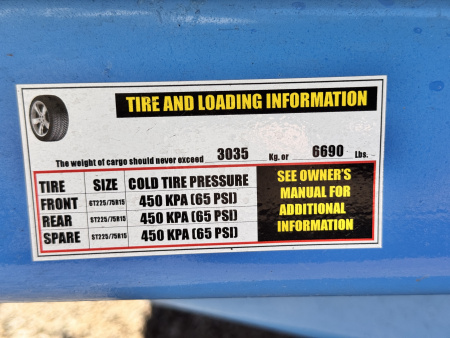 TIRE AND LOADING INFORMATION
The weight of cargo should never exceed 3035 Kg. or 6690 Lbs.
TIRE SIZE COLD TIRE PRESSURE
FRONT ST225/75R15 450 KPA (65 PSI)
REAR ST225/75R15 450 KPA (65 PSI)
SPARE ST225/75R15 450 KPA (65 PSI)
SEE OWNER'S
MANUAL FOR
ADDITIONAL
INFORMATION